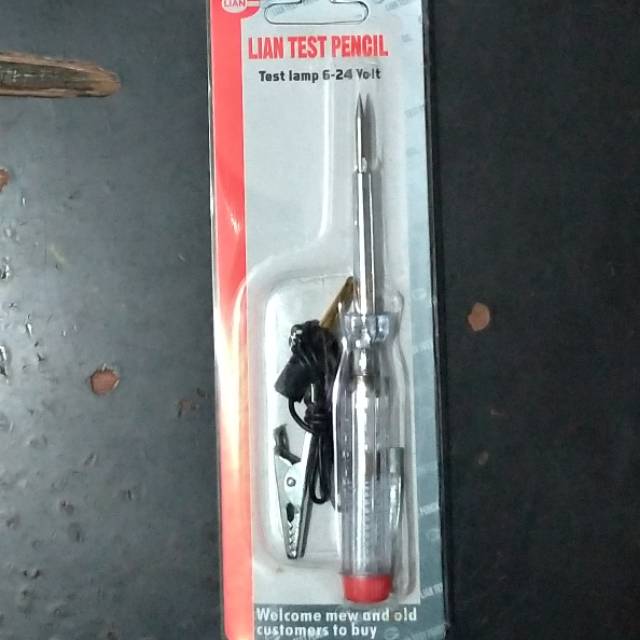 LIAN
LIAN TEST PENCIL
Test lamp 6-24 Volt
Welcome mew and old
customers to buy